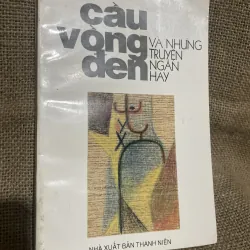 cầu
vồng
đen
VÀ NHỮNG
TRUYỆN
NGẮN
HAY
NHÀ XUẤT BẢN THANH NIÊN